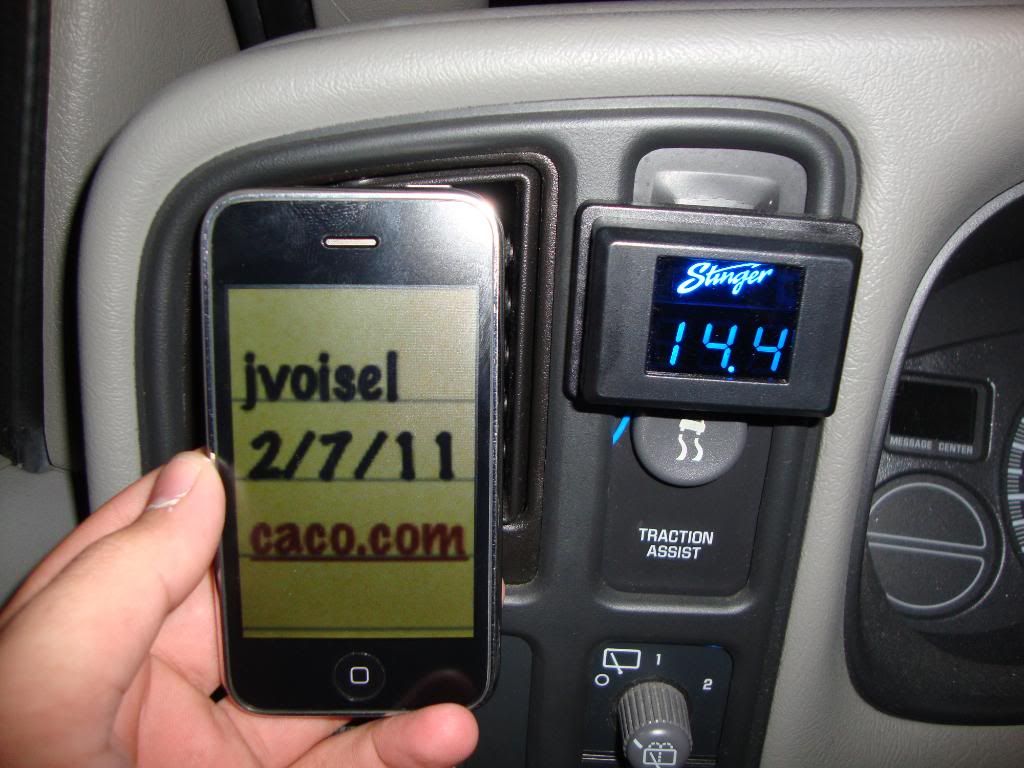 jvoisel
2/7/11
caco.com
Stinger
14.4
TRACTION
ASSIST
1
2
MESSAGE CENTER